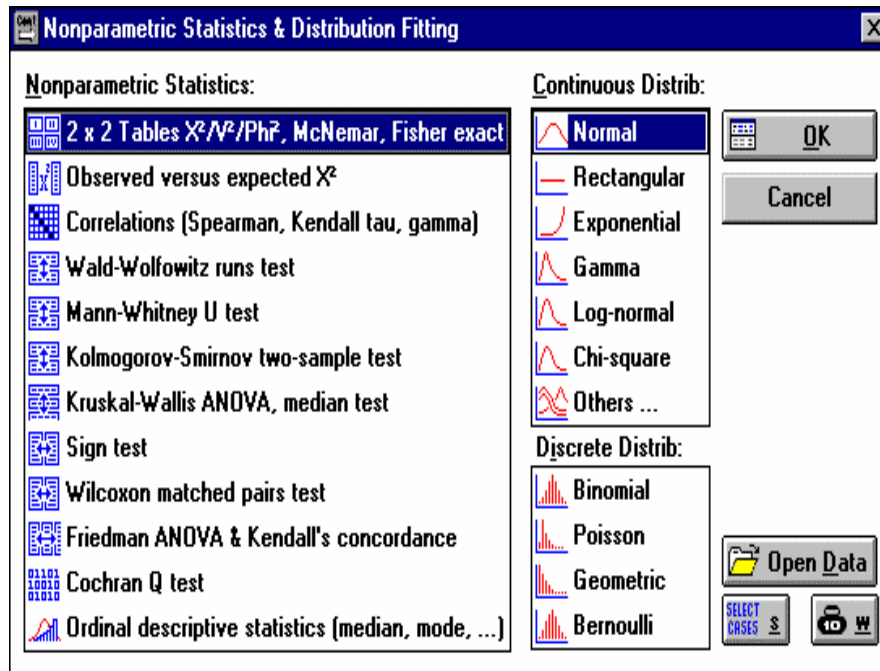 Nonparametric Statistics & Distribution Fitting
X
Nonparametric Statistics:
2 x 2 Tables X²/V²/Phi², McNemar, Fisher exact
Observed versus expected X²
Correlations (Spearman, Kendall tau, gamma)
Wald-Wolfowitz runs test
Mann-Whitney U test
Kolmogorov-Smirnov two-sample test
Kruskal-Wallis ANOVA, median test
Sign test
Wilcoxon matched pairs test
Friedman ANOVA & Kendall's concordance
Cochran Q test
Ordinal descriptive statistics (median, mode, ...)
Continuous Distrib:
Normal
Rectangular
Exponential
Gamma
Log-normal
Chi-square
Others ...
Discrete Distrib:
Binomial
Poisson
Geometric
Bernoulli
OK
Cancel
Open Data
SELECT
CASES S
10 W